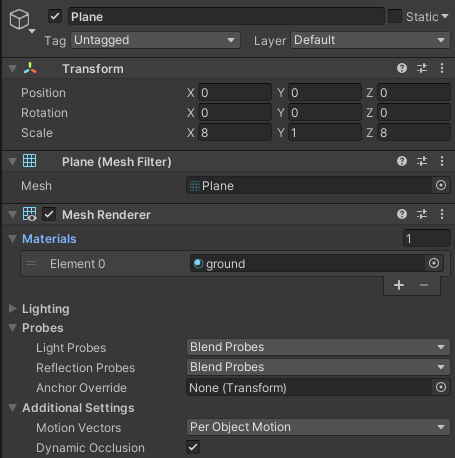 Plane Static
Tag Untagged Layer Default
Transform
Position X 0 Y 0 Z 0
Rotation X 0 Y 0 Z 0
Scale X 8 Y 1 Z 8
Plane (Mesh Filter)
Mesh Plane
Mesh Renderer
Materials 1
Element 0 ground
Lighting
Probes
Light Probes Blend Probes
Reflection Probes Blend Probes
Anchor Override None (Transform)
Additional Settings
Motion Vectors Per Object Motion
Dynamic Occlusion